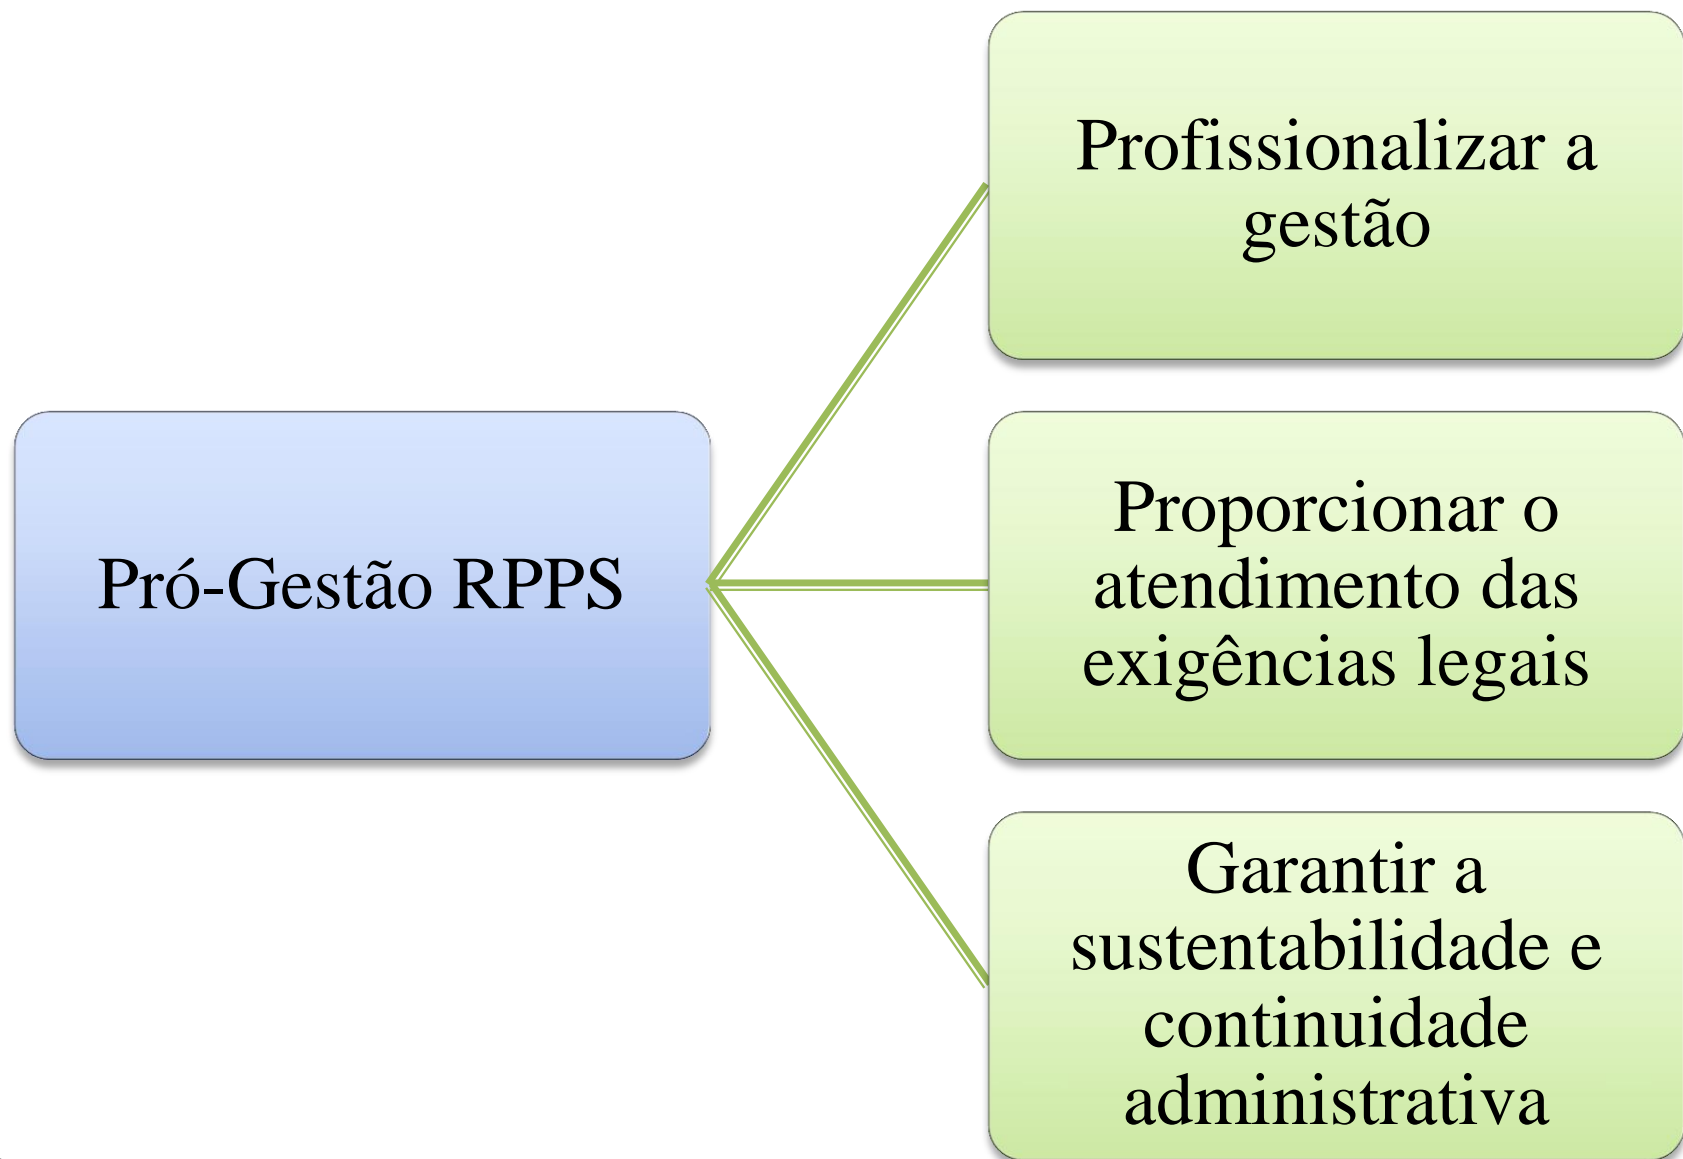 Profissionalizar a
gestão
Pró-Gestão RPPS
Proporcionar o
atendimento das
exigências legais
Garantir a
sustentabilidade e
continuidade
administrativa